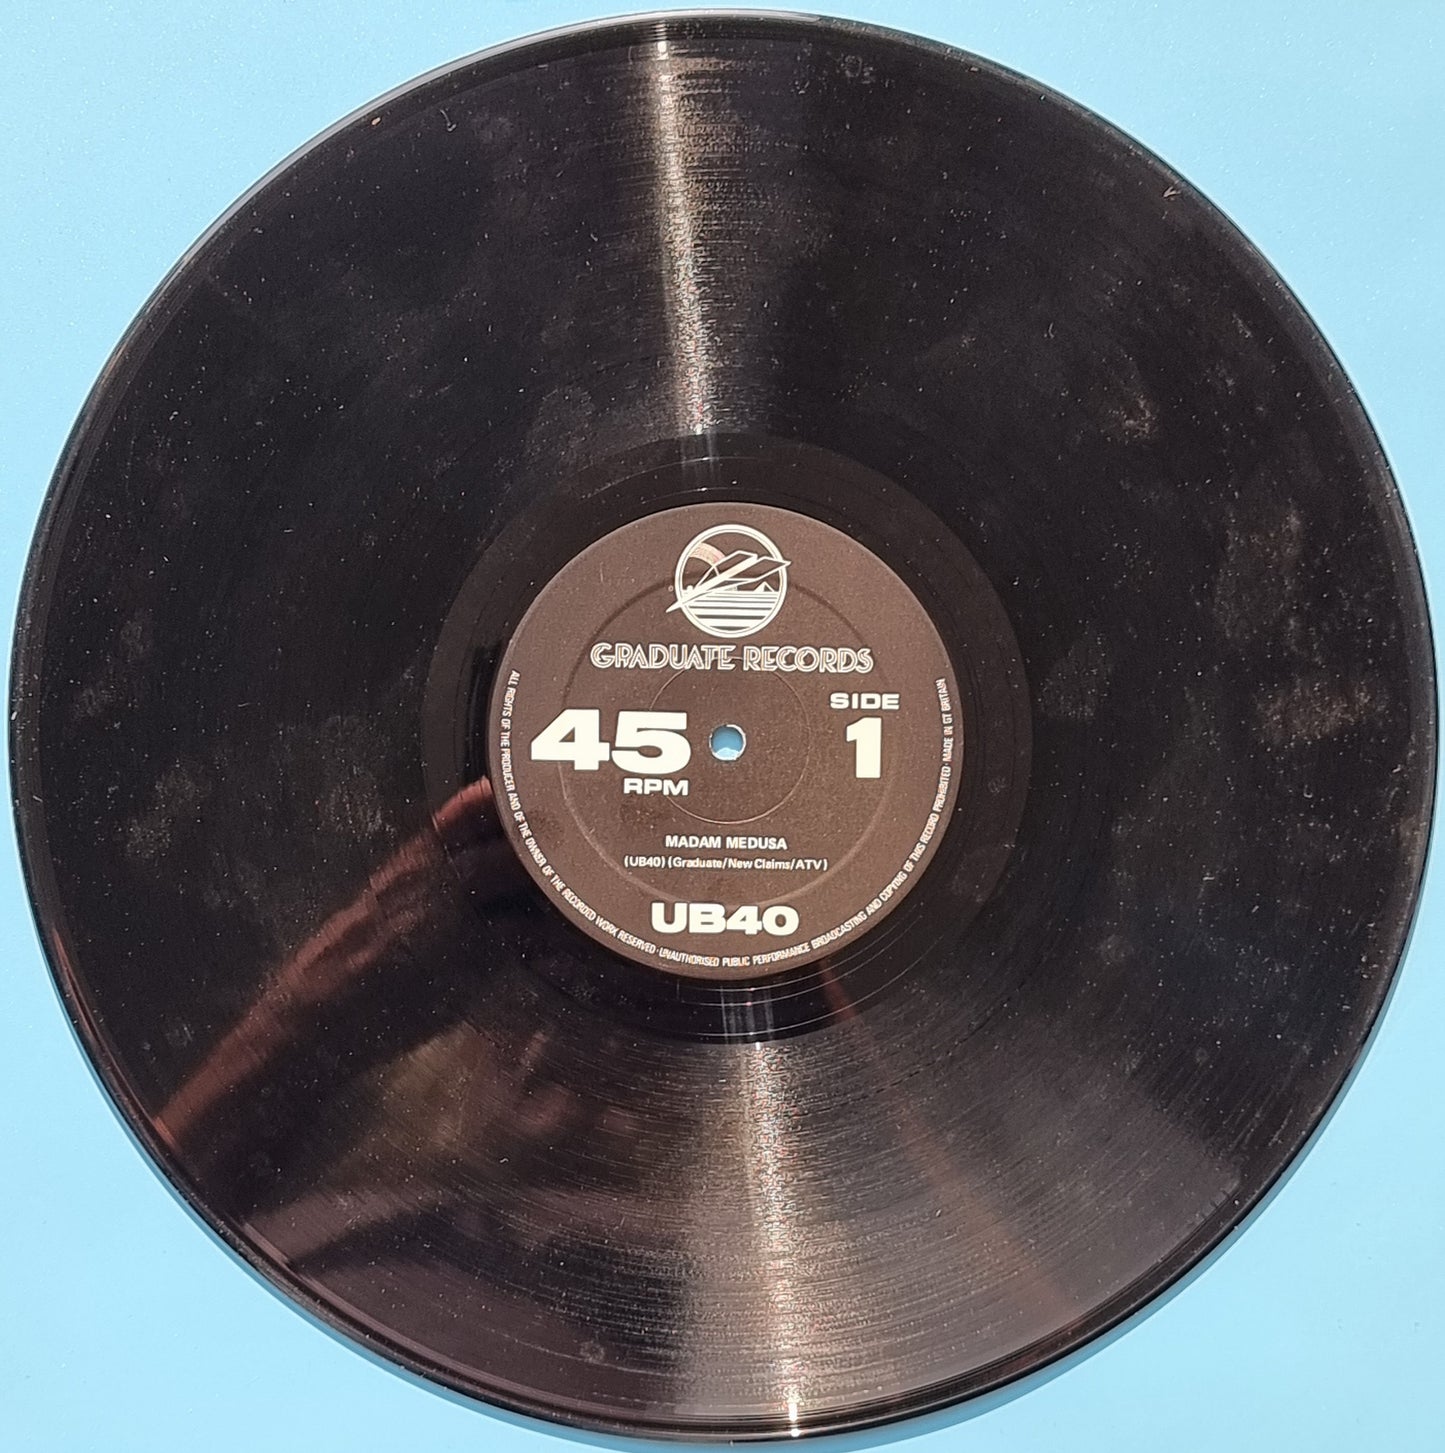 GRADUATE RECORDS
45
RPM
SIDE
1
MADAM MEDUSA
(UB40) (Graduate/New Claims/ATV)
UB40
ALL RIGHTS OF THE PRODUCER AND OF THE OWNER OF THE RECORDED WORK RESERVED · UNAUTHORISED PUBLIC PERFORMANCE BROADCASTING AND COPYING OF THIS RECORD PROHIBITED · MADE IN GT BRITAIN